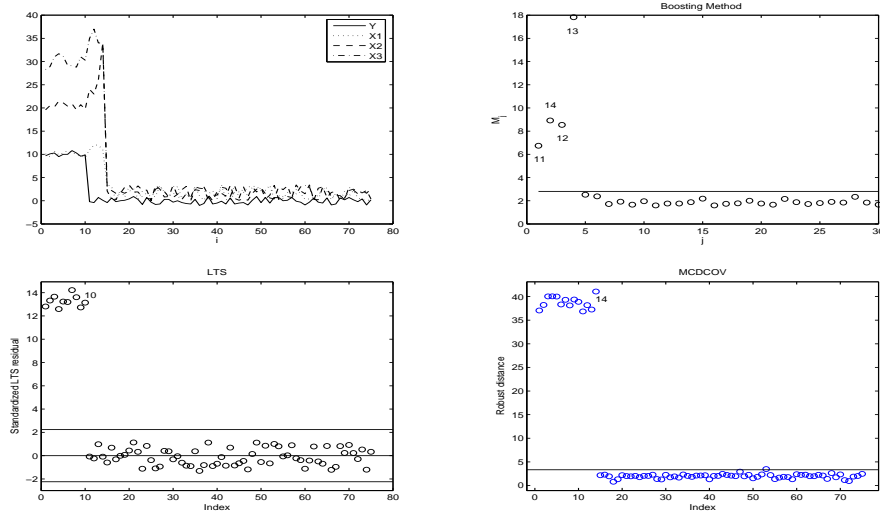 Y
X1
X2
X3
40
35
30
25
20
15
10
5
0
−5
0 10 20 30 40 50 60 70 80
i
Boosting Method
18
16
14
12
10
8
6
4
2
0
M_j
13
14
12
11
0 5 10 15 20 25 30
j
LTS
14
12
10
8
6
4
2
0
−2
Standardized LTS residual
10
0 10 20 30 40 50 60 70 80
Index
MCDCOV
40
35
30
25
20
15
10
5
0
Robust distance
14
0 10 20 30 40 50 60 70 80
Index